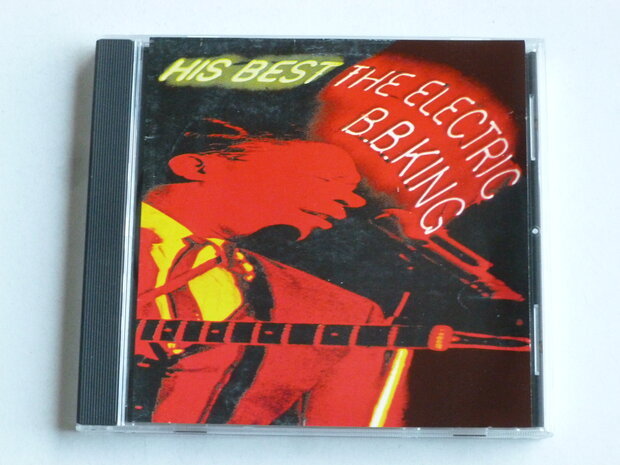 HIS BEST
THE ELECTRIC
B.B.KING